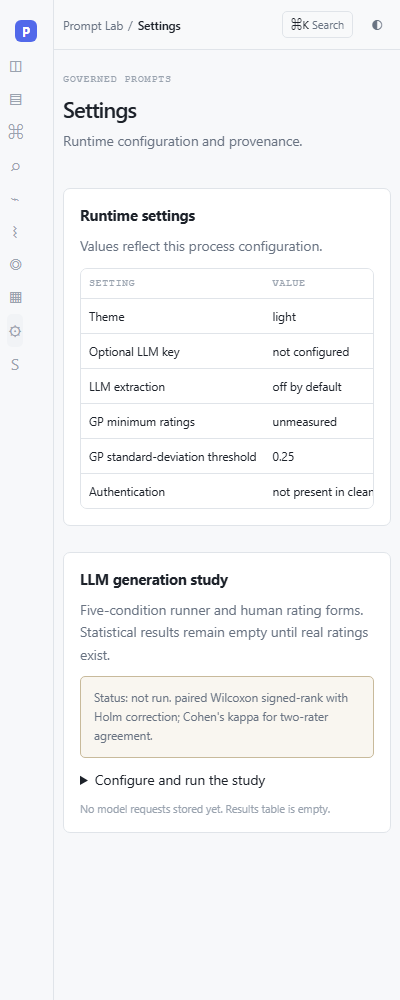 p
Prompt Lab / Settings
⌘K Search
GOVERNED PROMPTS
Settings
Runtime configuration and provenance.
Runtime settings
Values reflect this process configuration.
SETTING VALUE
Theme light
Optional LLM key not configured
LLM extraction off by default
GP minimum ratings unmeasured
GP standard-deviation threshold 0.25
Authentication not present in clean
S
LLM generation study
Five-condition runner and human rating forms.
Statistical results remain empty until real ratings
exist.
Status: not run. paired Wilcoxon signed-rank with
Holm correction; Cohen's kappa for two-rater
agreement.
▶ Configure and run the study
No model requests stored yet. Results table is empty.